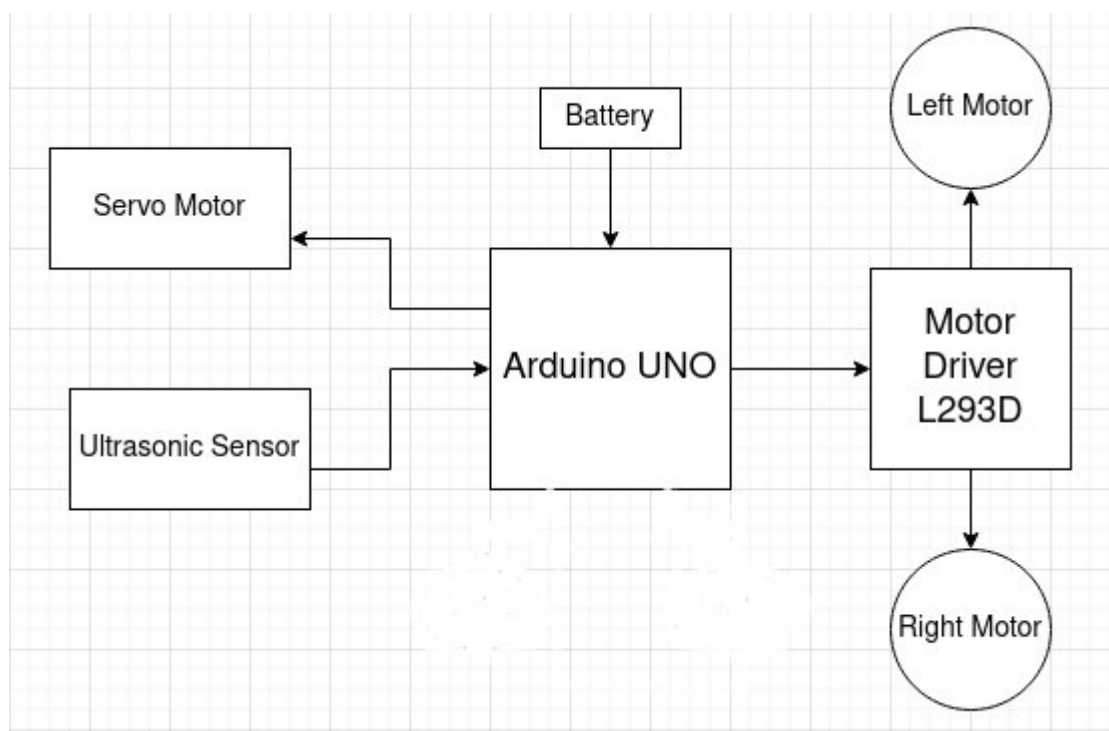 Battery
Left Motor
Servo Motor
Arduino UNO
Motor
Driver
L293D
Ultrasonic Sensor
Right Motor